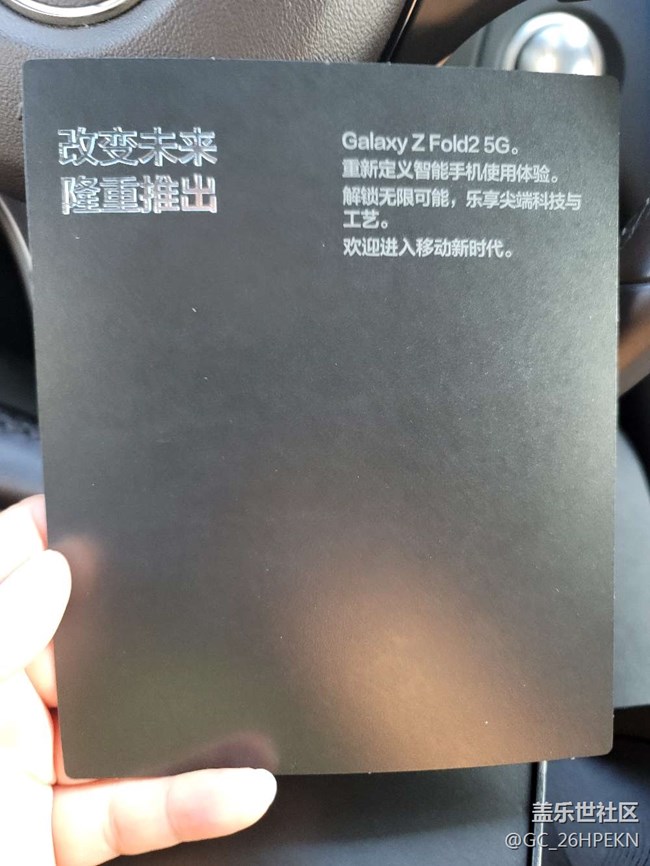 改变未来
隆重推出
Galaxy Z Fold2 5G。
重新定义智能手机使用体验。
解锁无限可能，乐享尖端科技与
工艺。
欢迎进入移动新时代。
盖乐世社区
@GC_26HPEKN